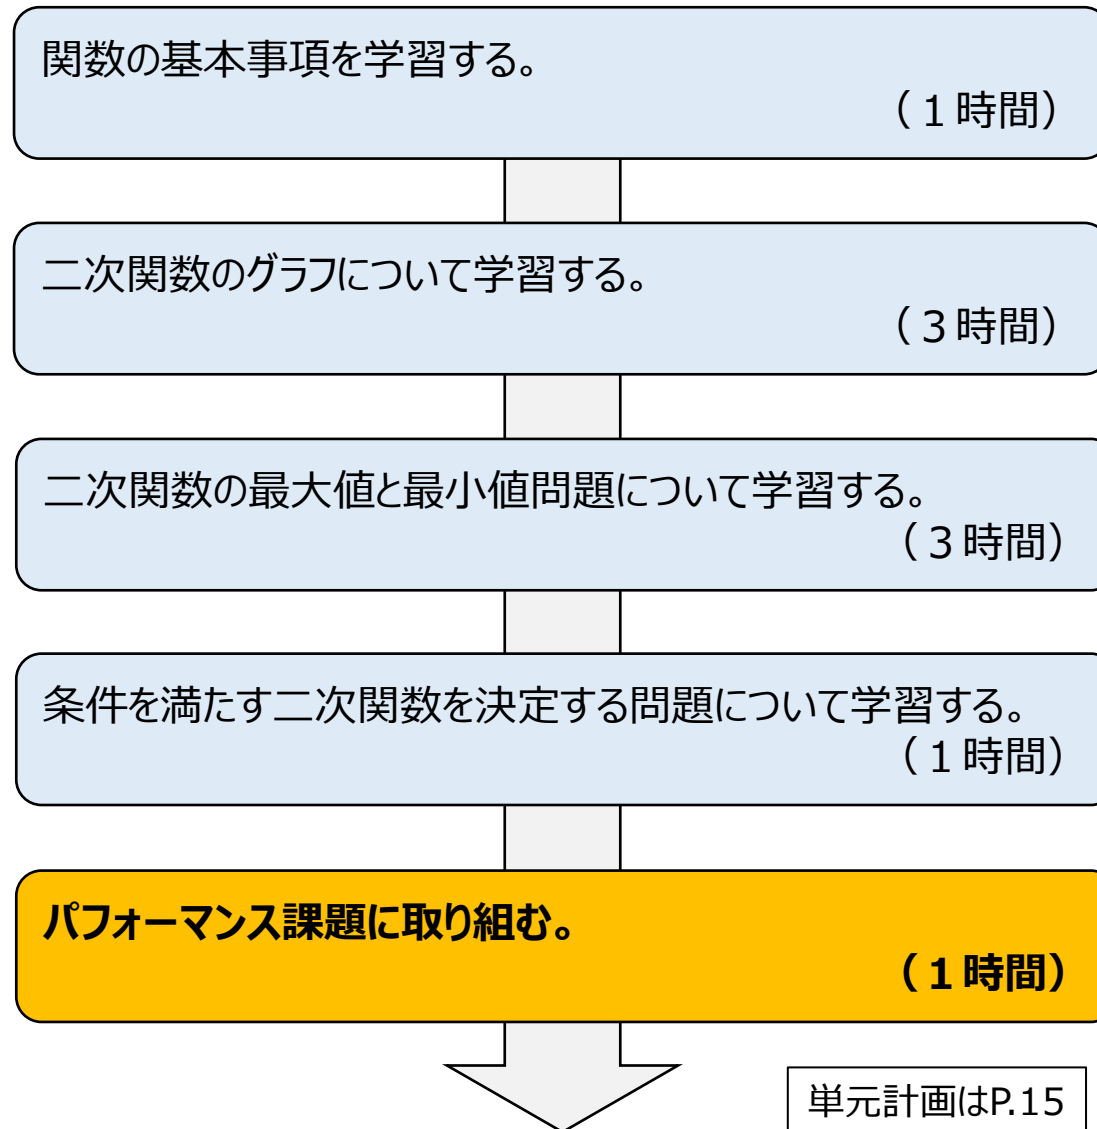 関数の基本事項を学習する。
（１時間）
二次関数のグラフについて学習する。
（３時間）
二次関数の最大値と最小値問題について学習する。
（３時間）
条件を満たす二次関数を決定する問題について学習する。
（１時間）
パフォーマンス課題に取り組む。
（１時間）
単元計画はP.15